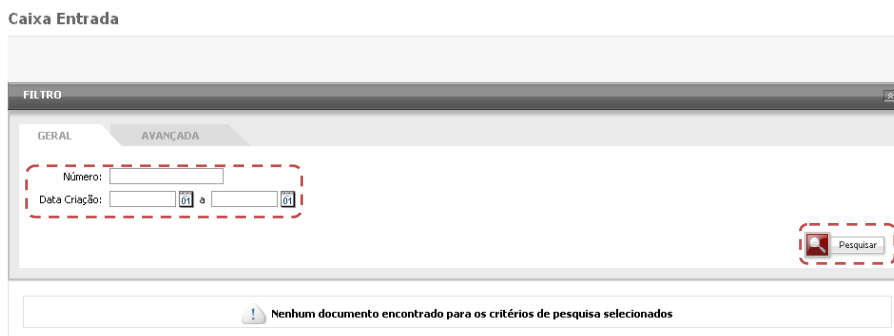 Caixa Entrada
FILTRO
GERAL AVANÇADA
Número:
Data Criação: 01 a 01
Pesquisar
Nenhum documento encontrado para os critérios de pesquisa selecionados